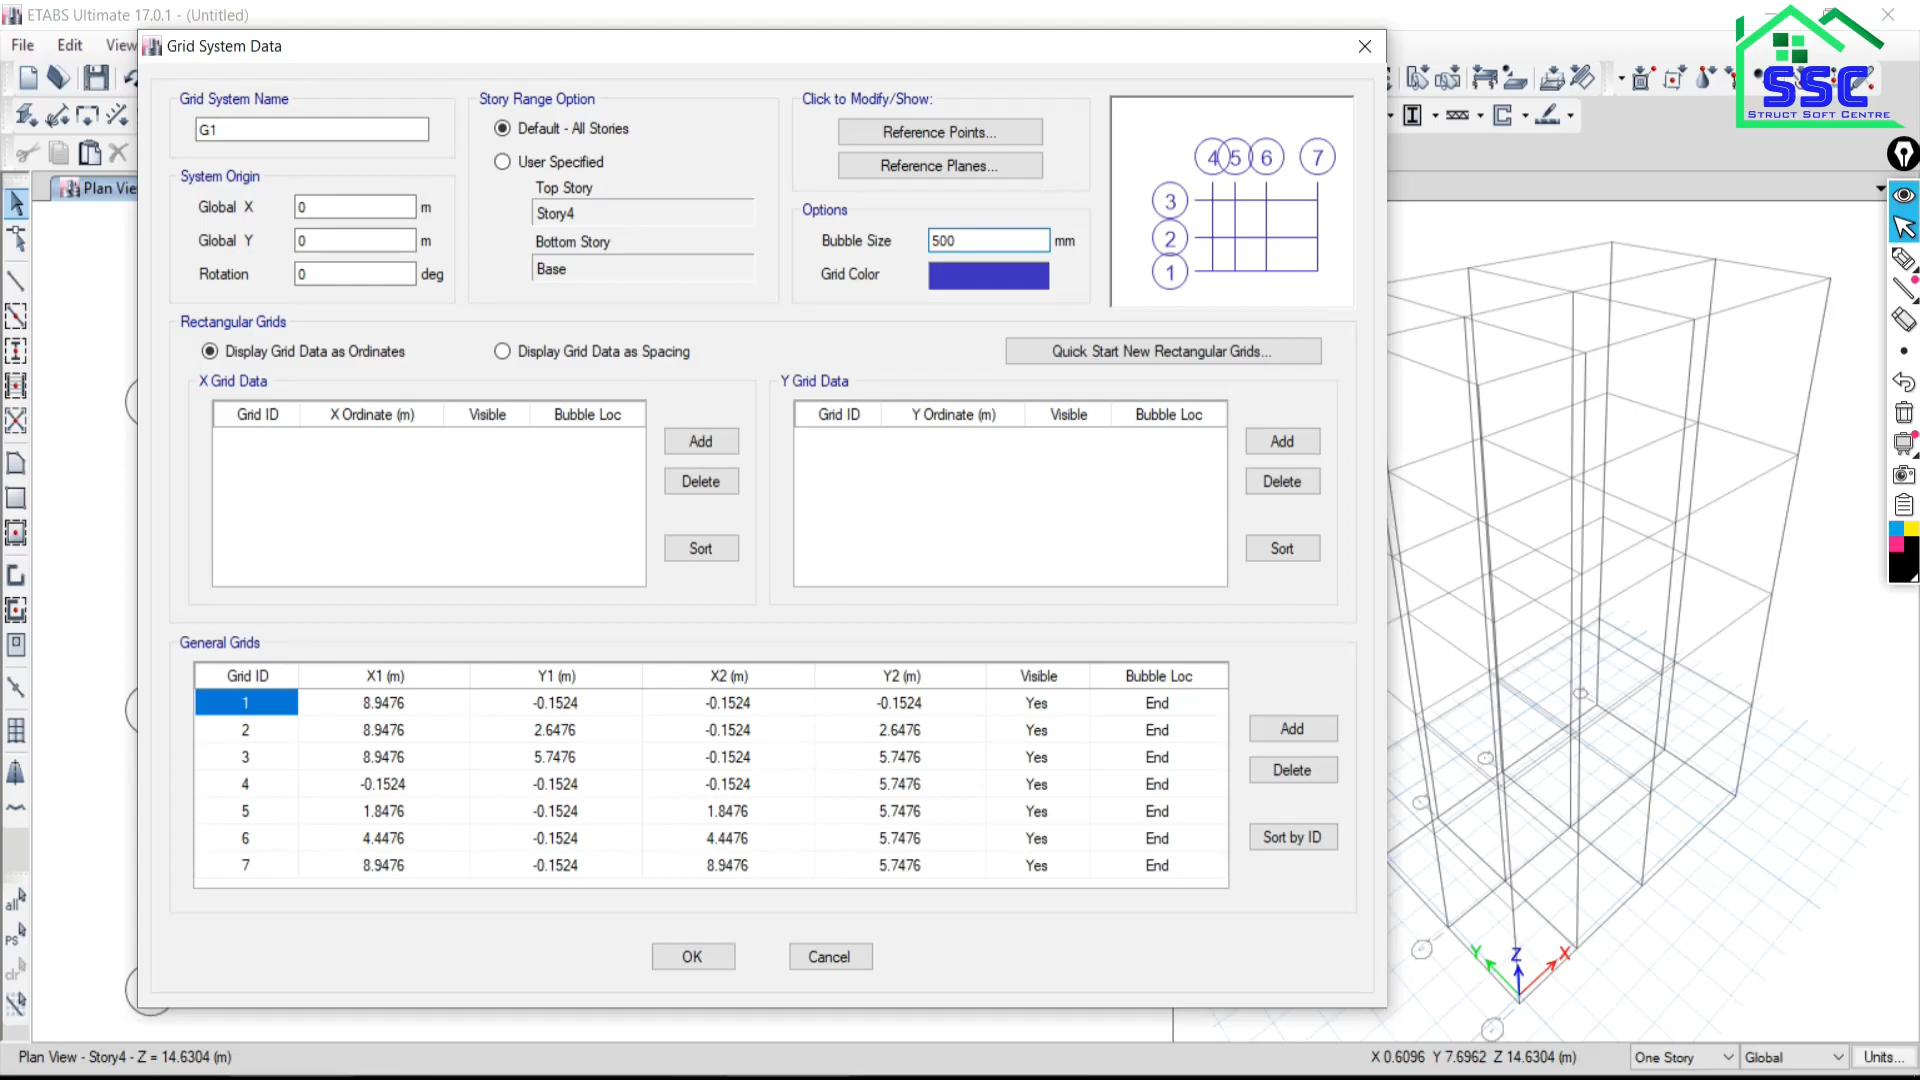 ETABS Ultimate 17.0.1 - (Untitled)
File Edit View
Grid System Data
SSC
STRUCT SOFT CENTRE
Plan Vie
Grid System Name
G1
System Origin
Global X 0 m
Global Y 0 m
Rotation 0 deg
Story Range Option
Default - All Stories
User Specified
Top Story
Story4
Bottom Story
Base
Click to Modify/Show:
Reference Points...
Reference Planes...
Options
Bubble Size 500 mm
Grid Color
4 5 6 7
3
2
1
Rectangular Grids
Display Grid Data as Ordinates Display Grid Data as Spacing Quick Start New Rectangular Grids...
X Grid Data
Grid ID X Ordinate (m) Visible Bubble Loc
Add
Delete
Sort
Y Grid Data
Grid ID Y Ordinate (m) Visible Bubble Loc
Add
Delete
Sort
General Grids
Grid ID X1 (m) Y1 (m) X2 (m) Y2 (m) Visible Bubble Loc
1 8.9476 -0.1524 -0.1524 -0.1524 Yes End
2 8.9476 2.6476 -0.1524 2.6476 Yes End
3 8.9476 5.7476 -0.1524 5.7476 Yes End
4 -0.1524 -0.1524 -0.1524 5.7476 Yes End
5 1.8476 -0.1524 1.8476 5.7476 Yes End
6 4.4476 -0.1524 4.4476 5.7476 Yes End
7 8.9476 -0.1524 8.9476 5.7476 Yes End
Add
Delete
Sort by ID
OK Cancel
all
PS
clr
Y Z X
Plan View - Story4 - Z = 14.6304 (m) X 0.6096 Y 7.6962 Z 14.6304 (m) One Story Global Units...